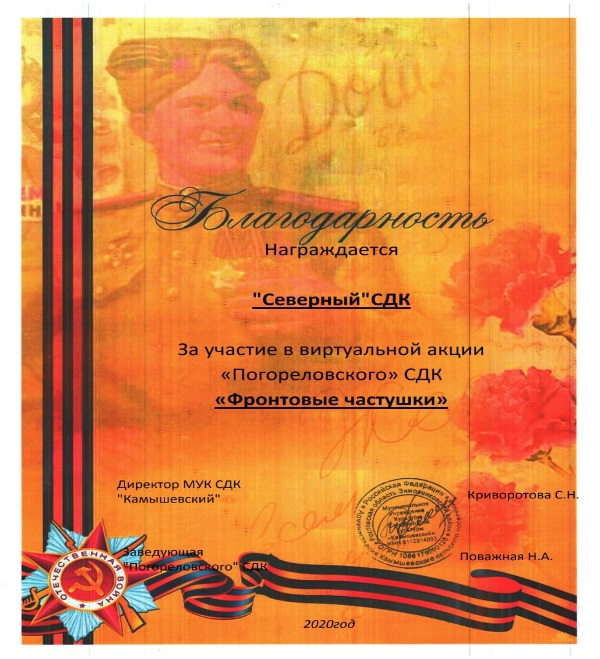 Дош
Благодарность
Награждается
"Северный"СДК
За участие в виртуальной акции
«Погореловского» СДК
«Фронтовые частушки»
Директор МУК СДК
"Камышевский"
Криворотова С.Н.
Заведующая
"Погореловского" СДК
Поважная Н.А.
ОТЕЧЕСТВЕННАЯ ВОЙНА
2020год